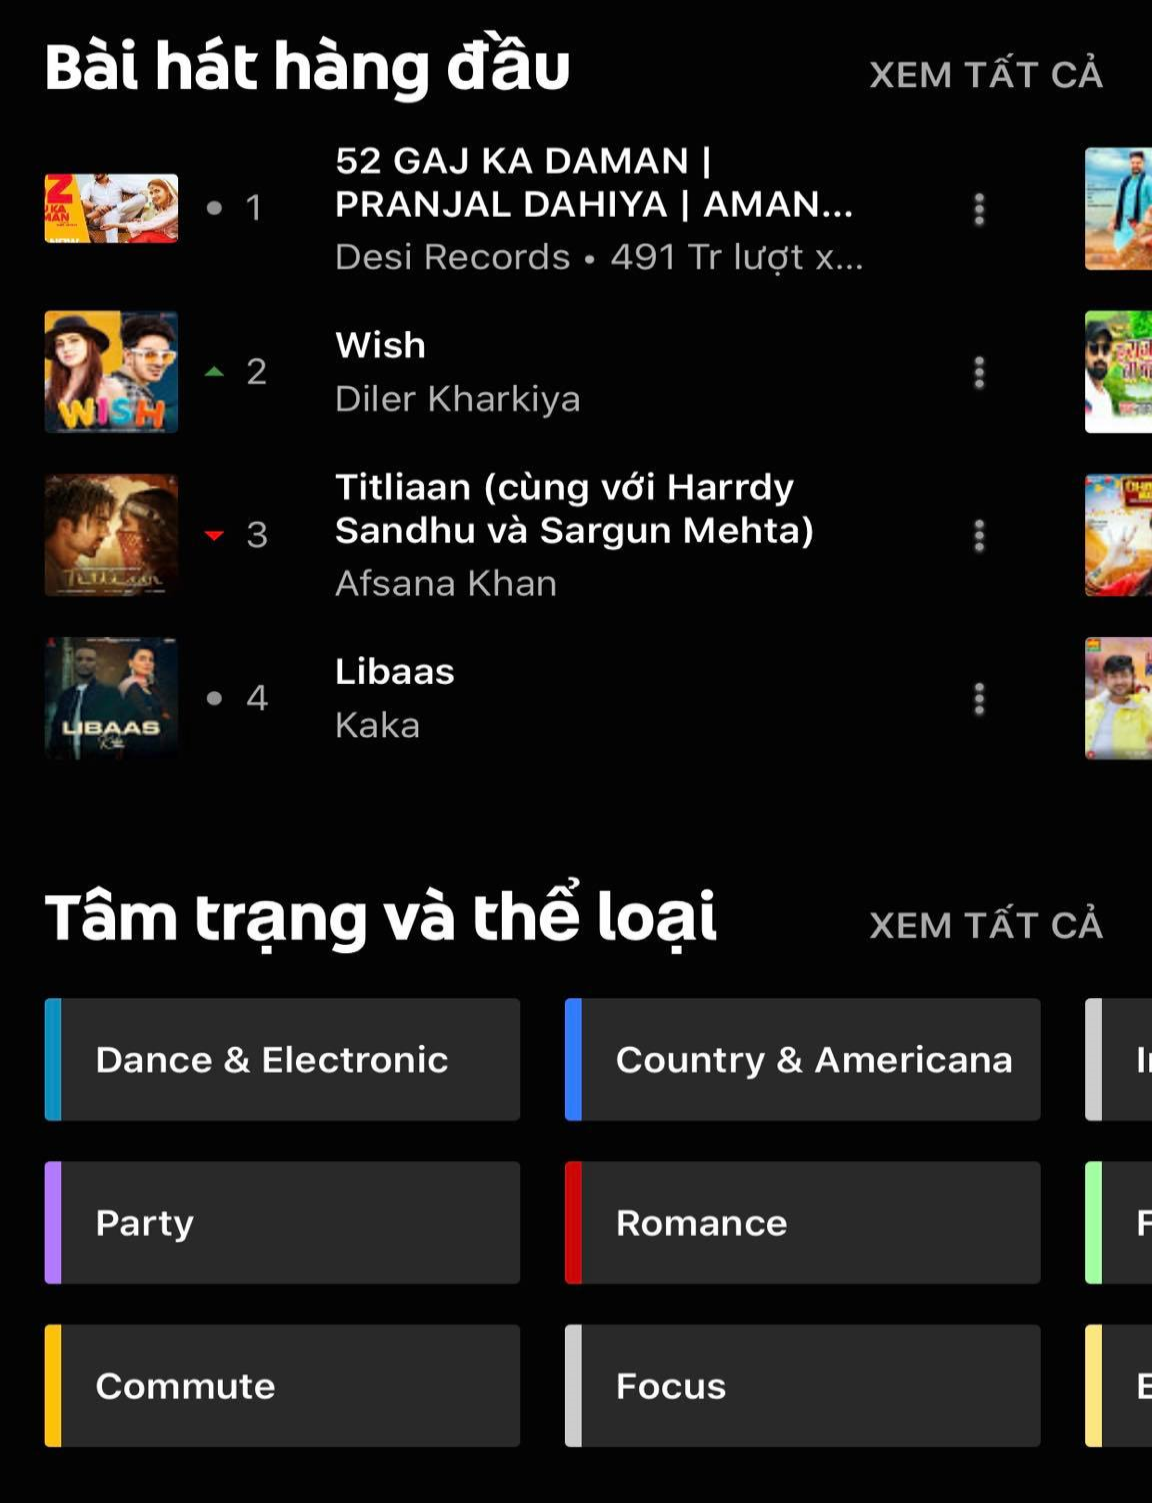 Bài hát hàng đầu
XEM TẤT CẢ
1
52 GAJ KA DAMAN |
PRANJAL DAHIYA | AMAN...
Desi Records • 491 Tr lượt x...
WISH
2
Wish
Diler Kharkiya
Titliaan
3
Titliaan (cùng với Harrdy
Sandhu và Sargun Mehta)
Afsana Khan
LIBAAS
4
Libaas
Kaka
Tâm trạng và thể loại
XEM TẤT CẢ
Dance & Electronic
Country & Americana
Party
Romance
Commute
Focus